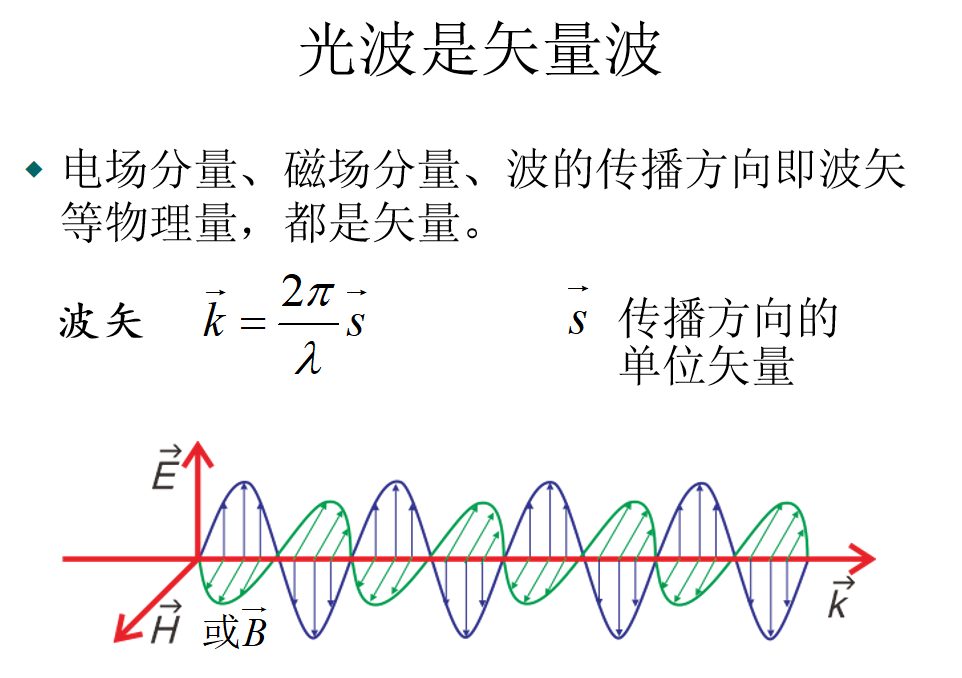 光波是矢量波
电场分量、磁场分量、波的传播方向即波矢
等物理量，都是矢量。
波矢 $\vec{k} = \frac{2\pi}{\lambda}\vec{s}$ $\vec{s}$ 传播方向的
单位矢量
$\vec{E}$
$\vec{k}$
$\vec{H}$ 或$\vec{B}$